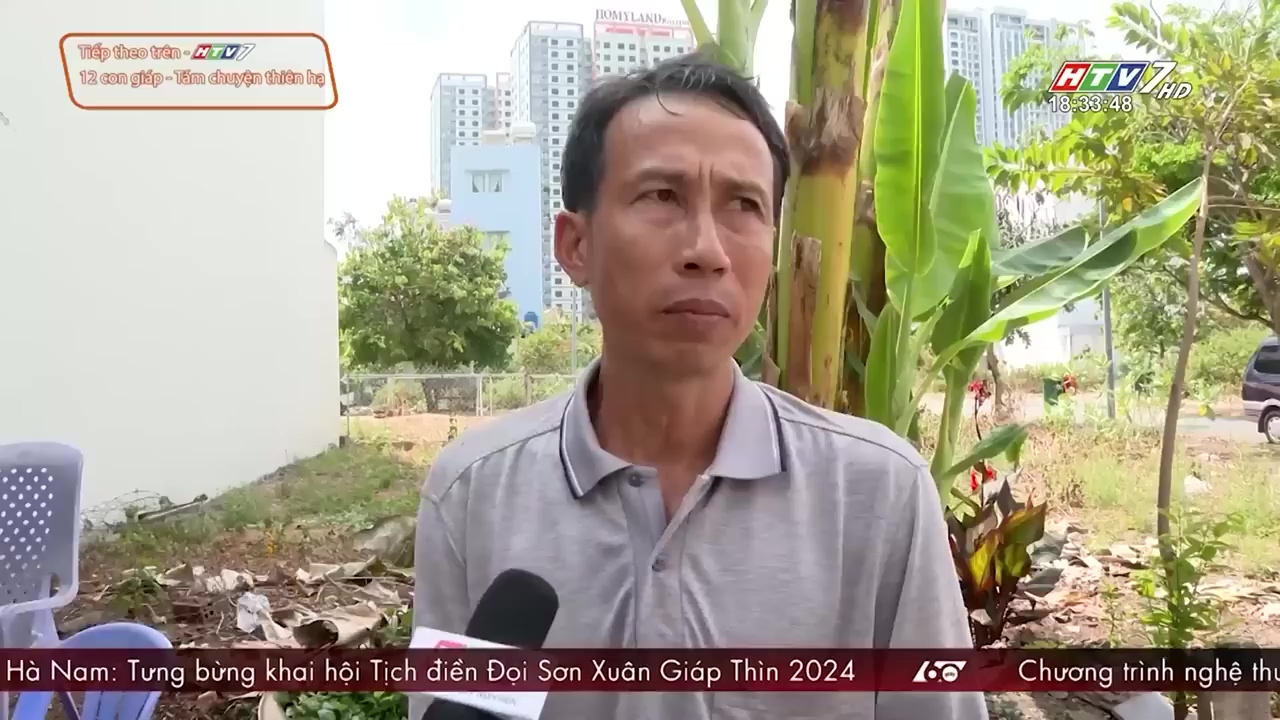 Tiếp theo trên - HTV7
12 con giáp - Tám chuyện thiên hạ
HOMYLAND
HTV7 HD
18:33:48
Hà Nam: Tưng bừng khai hội Tịch điền Đọi Sơn Xuân Giáp Thìn 2024 60 Chương trình nghệ thu